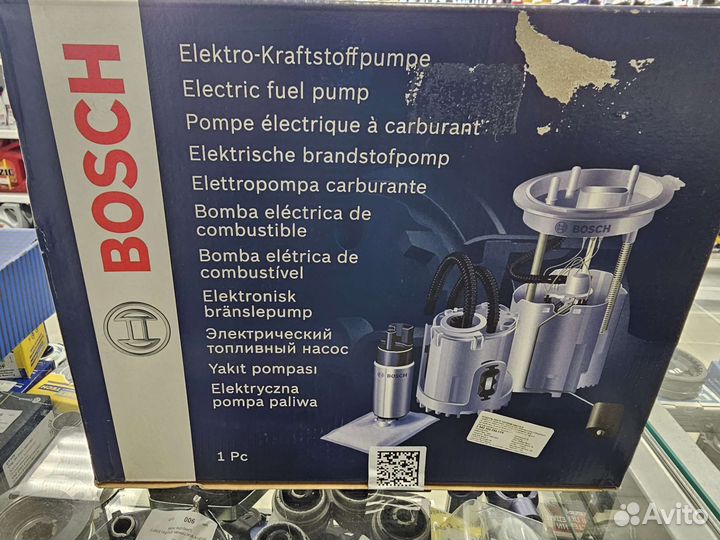 BOSCH
Elektro-Kraftstoffpumpe
Electric fuel pump
Pompe électrique à carburant
Elektrische brandstofpomp
Elettropompa carburante
Bomba eléctrica de
combustible
Bomba elétrica de
combustível
Elektronisk
bränslepump
Электрический
топливный насос
Yakıt pompası
Elektryczna
pompa paliwa
1 Pc
BOSCH
BOSCH
500
Avito